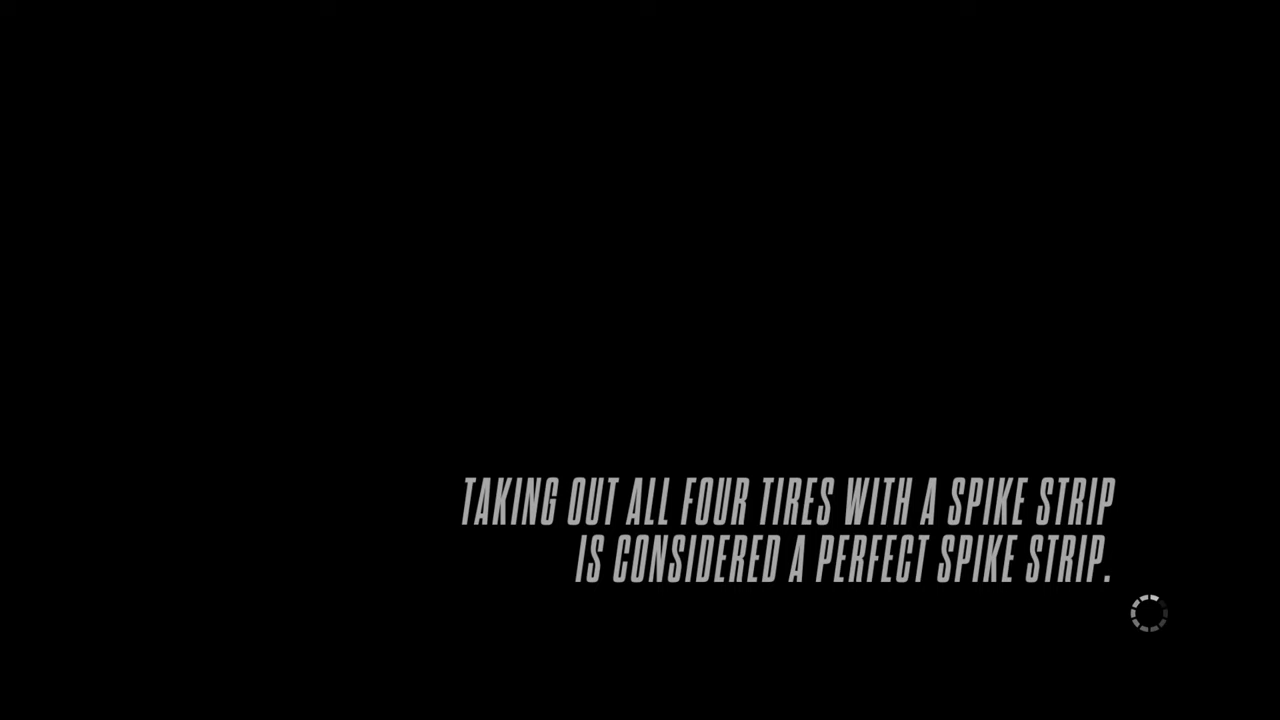 TAKING OUT ALL FOUR TIRES WITH A SPIKE STRIP
IS CONSIDERED A PERFECT SPIKE STRIP.